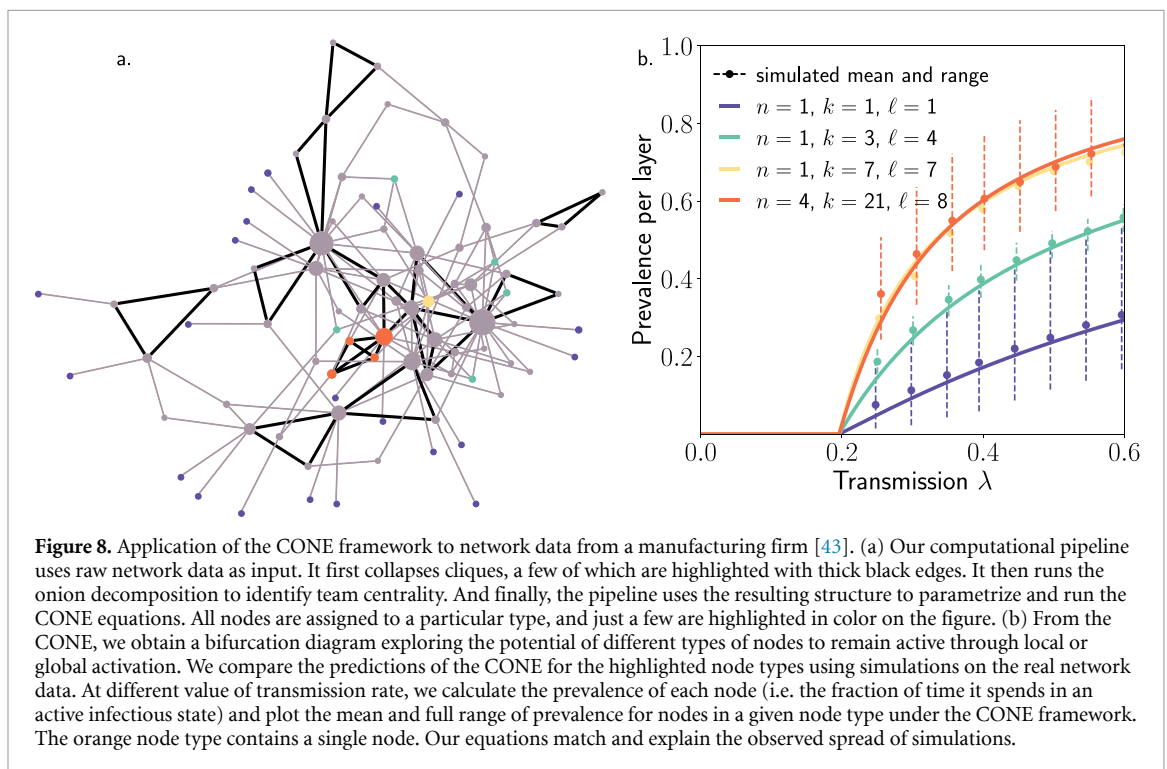 a.
b.
1.0
0.8
0.6
0.4
0.2
Prevalence per layer
simulated mean and range
n = 1, k = 1, ℓ = 1
n = 1, k = 3, ℓ = 4
n = 1, k = 7, ℓ = 7
n = 4, k = 21, ℓ = 8
0.0 0.2 0.4 0.6
Transmission λ
Figure 8. Application of the CONE framework to network data from a manufacturing firm [43]. (a) Our computational pipeline
uses raw network data as input. It first collapses cliques, a few of which are highlighted with thick black edges. It then runs the
onion decomposition to identify team centrality. And finally, the pipeline uses the resulting structure to parametrize and run the
CONE equations. All nodes are assigned to a particular type, and just a few are highlighted in color on the figure. (b) From the
CONE, we obtain a bifurcation diagram exploring the potential of different types of nodes to remain active through local or
global activation. We compare the predictions of the CONE for the highlighted node types using simulations on the real network
data. At different value of transmission rate, we calculate the prevalence of each node (i.e. the fraction of time it spends in an
active infectious state) and plot the mean and full range of prevalence for nodes in a given node type under the CONE framework.
The orange node type contains a single node. Our equations match and explain the observed spread of simulations.